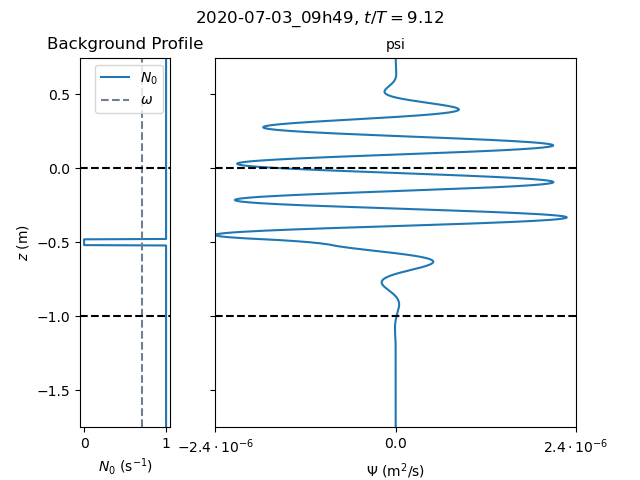 2020-07-03_09h49, t/T = 9.12
Background Profile
psi
N₀
ω
0.5
0.0
−0.5
−1.0
−1.5
z (m)
0
1
N₀ (s⁻¹)
−2.4 · 10⁻⁶
0.0
2.4 · 10⁻⁶
Ψ (m²/s)